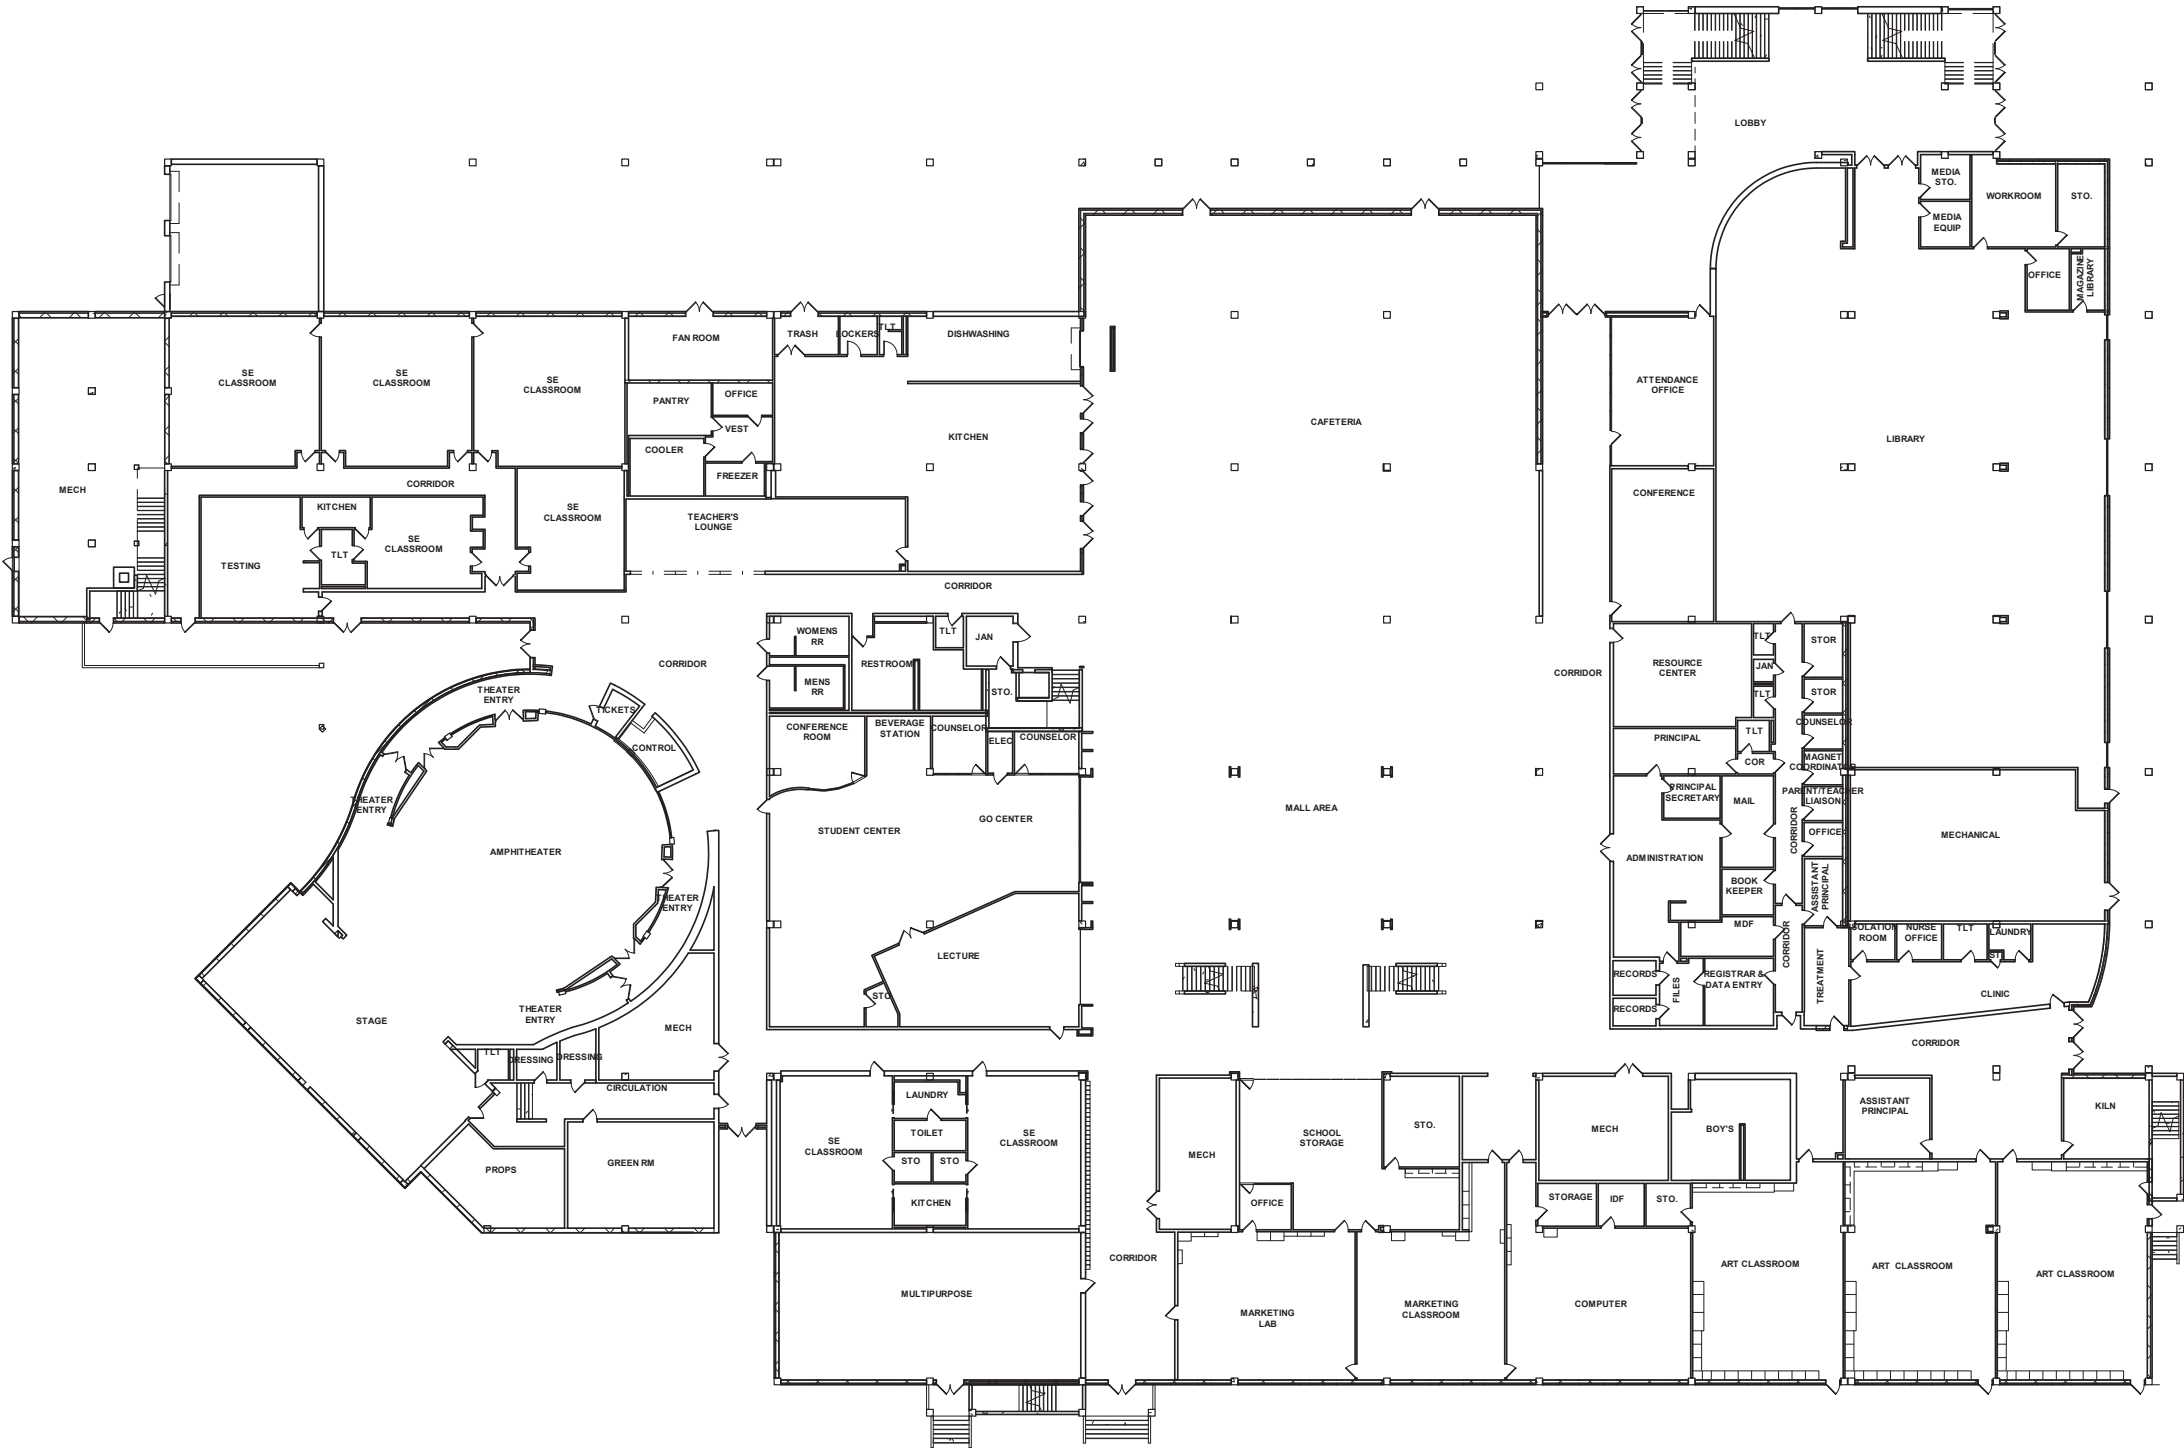 LOBBY
MEDIA
STO.
WORKROOM
STO.
MEDIA
EQUIP
OFFICE
MAGAZINE
LIBRARY
SE
CLASSROOM
SE
CLASSROOM
SE
CLASSROOM
FAN ROOM
TRASH
LOCKERS
TLT
DISHWASHING
PANTRY
OFFICE
VEST
COOLER
FREEZER
KITCHEN
CAFETERIA
ATTENDANCE
OFFICE
LIBRARY
MECH
CORRIDOR
KITCHEN
TLT
SE
CLASSROOM
TESTING
SE
CLASSROOM
TEACHER'S
LOUNGE
CONFERENCE
CORRIDOR
CORRIDOR
WOMENS
RR
MENS
RR
RESTROOM
TLT
JAN
STO.
CORRIDOR
RESOURCE
CENTER
TLT
JAN
TLT
STOR
STOR
THEATER
ENTRY
TICKETS
CONTROL
CONFERENCE
ROOM
BEVERAGE
STATION
COUNSELOR
ELEC
COUNSELOR
PRINCIPAL
TLT
COR
COUNSELOR
MAGNET
COORDINATOR
PARENT/TEACHER
LIAISON
OFFICE
THEATER
ENTRY
AMPHITHEATER
STUDENT CENTER
GO CENTER
MALL AREA
PRINCIPAL
SECRETARY
MAIL
CORRIDOR
ADMINISTRATION
BOOK
KEEPER
ASSISTANT
PRINCIPAL
MECHANICAL
THEATER
ENTRY
LECTURE
STO
MDF
CORRIDOR
ISOLATION
ROOM
NURSE
OFFICE
TLT
LAUNDRY
ST
RECORDS
RECORDS
FILES
REGISTRAR &
DATA ENTRY
TREATMENT
CLINIC
STAGE
THEATER
ENTRY
MECH
CORRIDOR
TLT
DRESSING
DRESSING
CIRCULATION
PROPS
GREEN RM
SE
CLASSROOM
LAUNDRY
TOILET
STO
STO
KITCHEN
SE
CLASSROOM
MECH
SCHOOL
STORAGE
STO.
OFFICE
MECH
BOY'S
ASSISTANT
PRINCIPAL
KILN
STORAGE
IDF
STO.
MULTIPURPOSE
CORRIDOR
MARKETING
LAB
MARKETING
CLASSROOM
COMPUTER
ART CLASSROOM
ART CLASSROOM
ART CLASSROOM